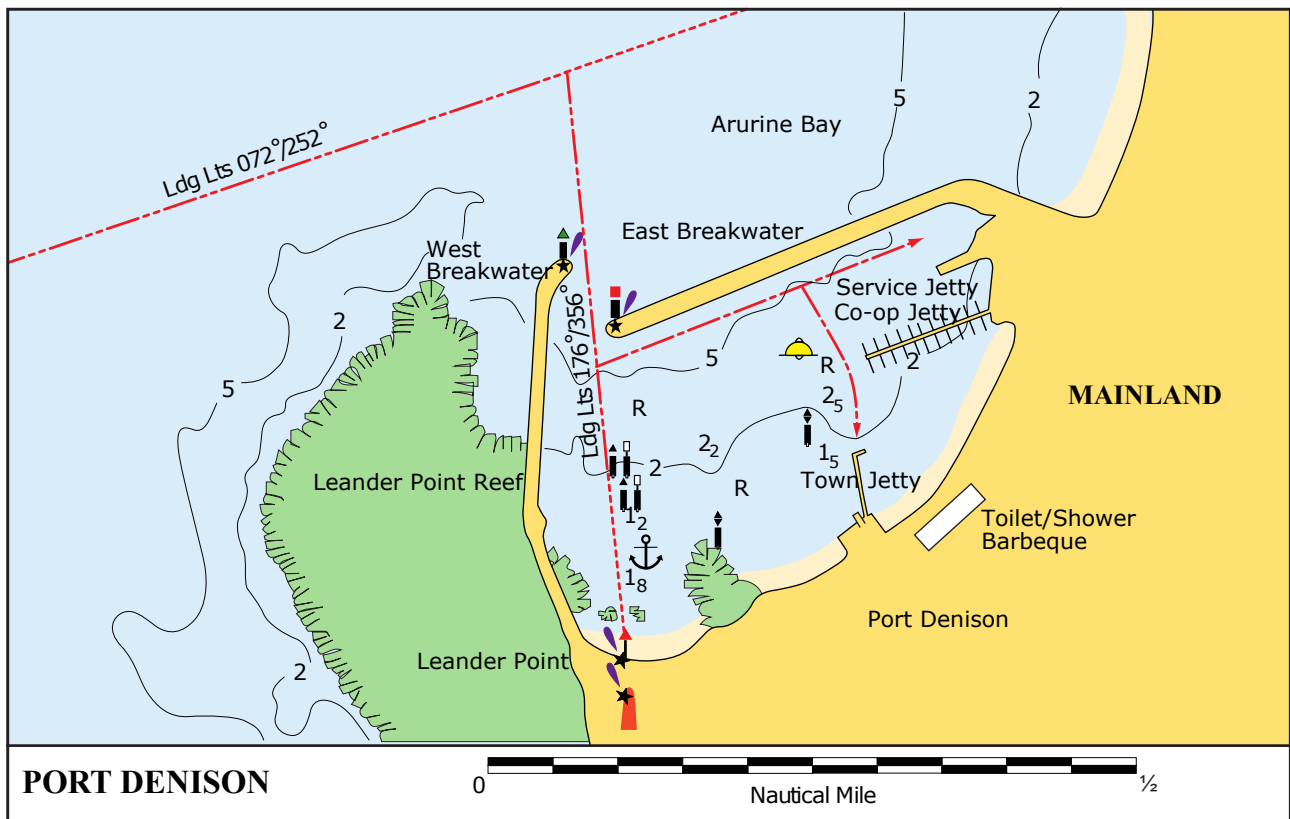 5
2
Arurine Bay
Ldg Lts 072°/252°
East Breakwater
West
Breakwater
Service Jetty
Co-op Jetty
2
5
Ldg Lts 176°/356°
5
2
R
R
2₅
MAINLAND
2₂
2
1₅
Leander Point Reef
R
Town Jetty
1₂
Toilet/Shower
Barbeque
1₈
Port Denison
Leander Point
2
PORT DENISON
0
½
Nautical Mile